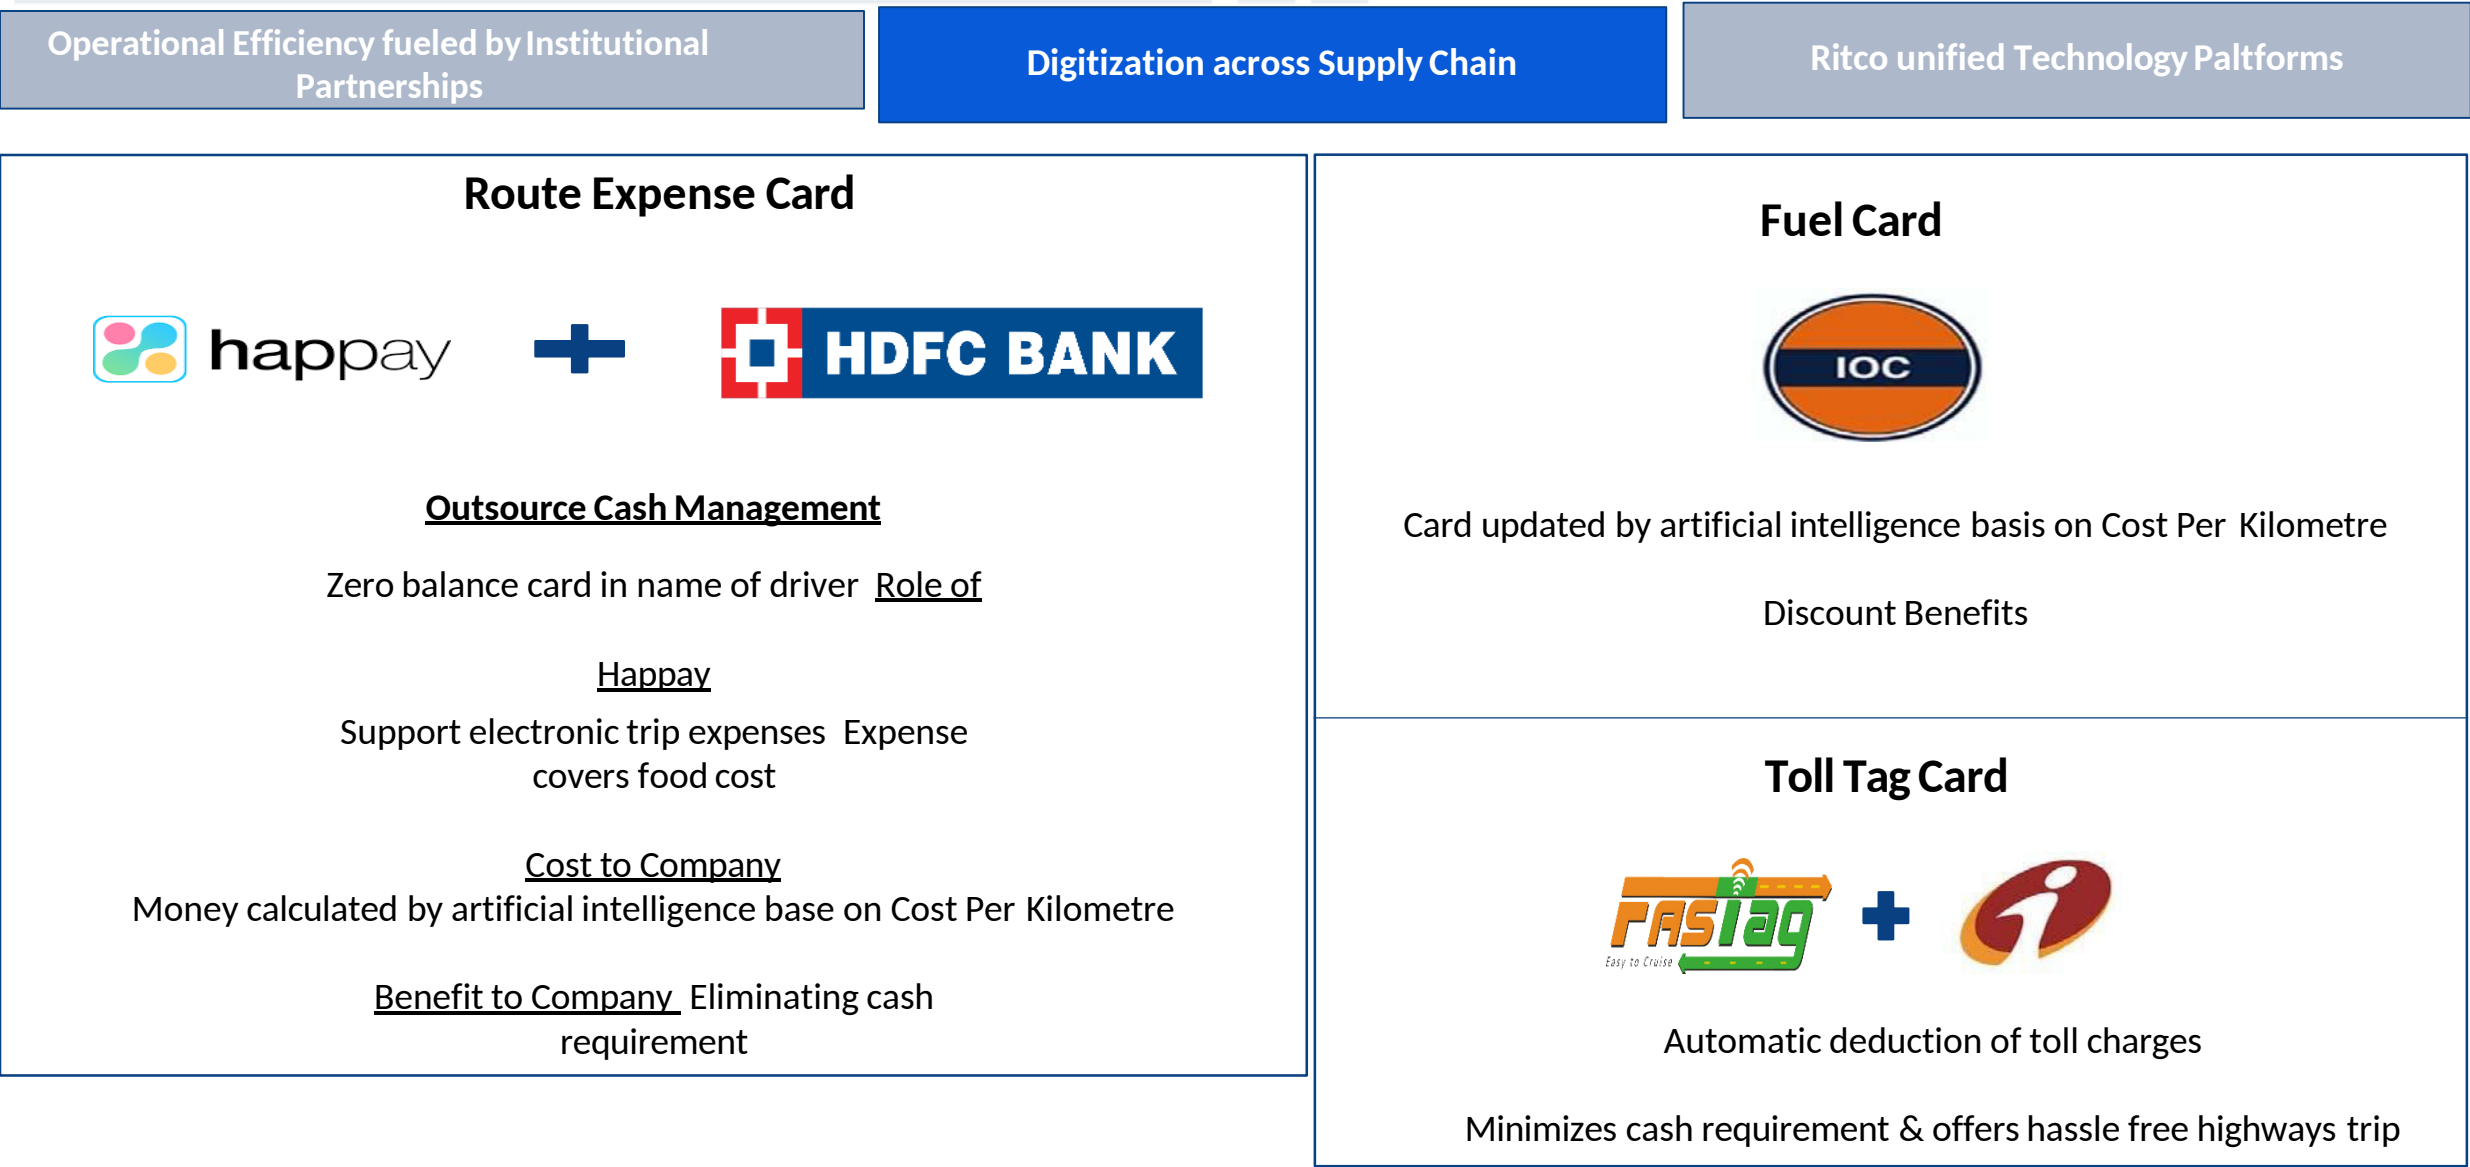 Operational Efficiency fueled by Institutional
Partnerships
Digitization across Supply Chain
Ritco unified Technology Paltforms
Route Expense Card
happay
HDFC BANK
Outsource Cash Management
Zero balance card in name of driver Role of
Happay
Support electronic trip expenses Expense
covers food cost
Cost to Company
Money calculated by artificial intelligence base on Cost Per Kilometre
Benefit to Company Eliminating cash
requirement
Fuel Card
IOC
Card updated by artificial intelligence basis on Cost Per Kilometre
Discount Benefits
Toll Tag Card
FASTag
Easy to Cruise
Automatic deduction of toll charges
Minimizes cash requirement & offers hassle free highways trip